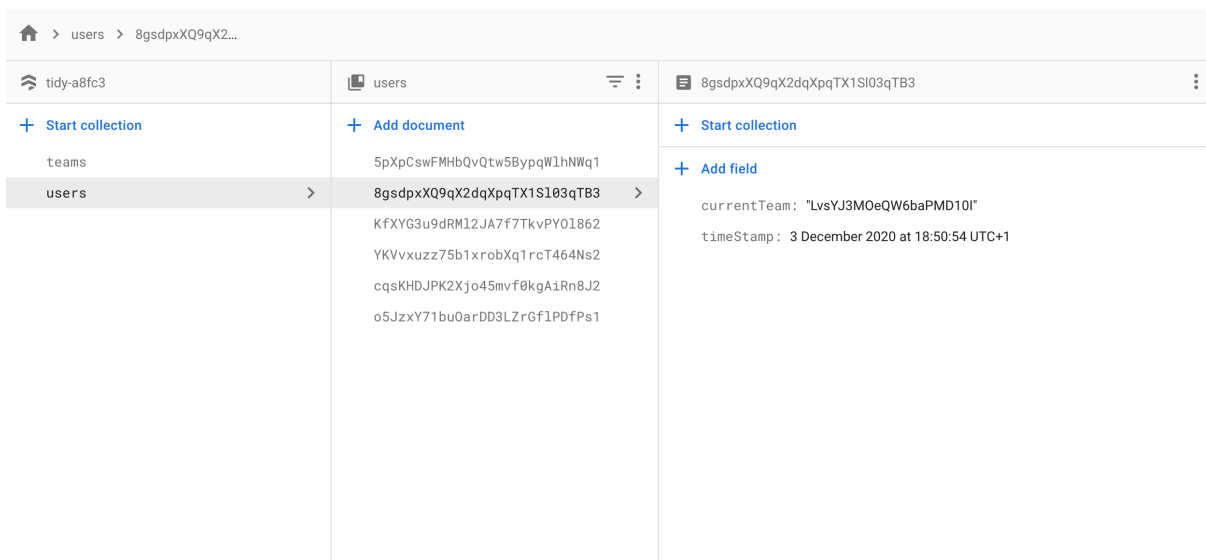 users 8gsdpxXQ9qX2…
tidy-a8fc3
users
8gsdpxXQ9qX2dqXpqTX1Sl03qTB3
Start collection
Add document
Start collection
teams
users
5pXpCswFMHbQvQtw5BypqWlhNWq1
8gsdpxXQ9qX2dqXpqTX1Sl03qTB3
KfXYG3u9dRMl2JA7f7TkvPYOl862
YKVvxuzz75b1xrobXq1rcT464Ns2
cqsKHDJPK2Xjo45mvf0kgAiRn8J2
o5JzxY71buOarDD3LZrGflPDfPs1
Add field
currentTeam: "LvsYJ3MOeQW6baPMD10I"
timeStamp: 3 December 2020 at 18:50:54 UTC+1